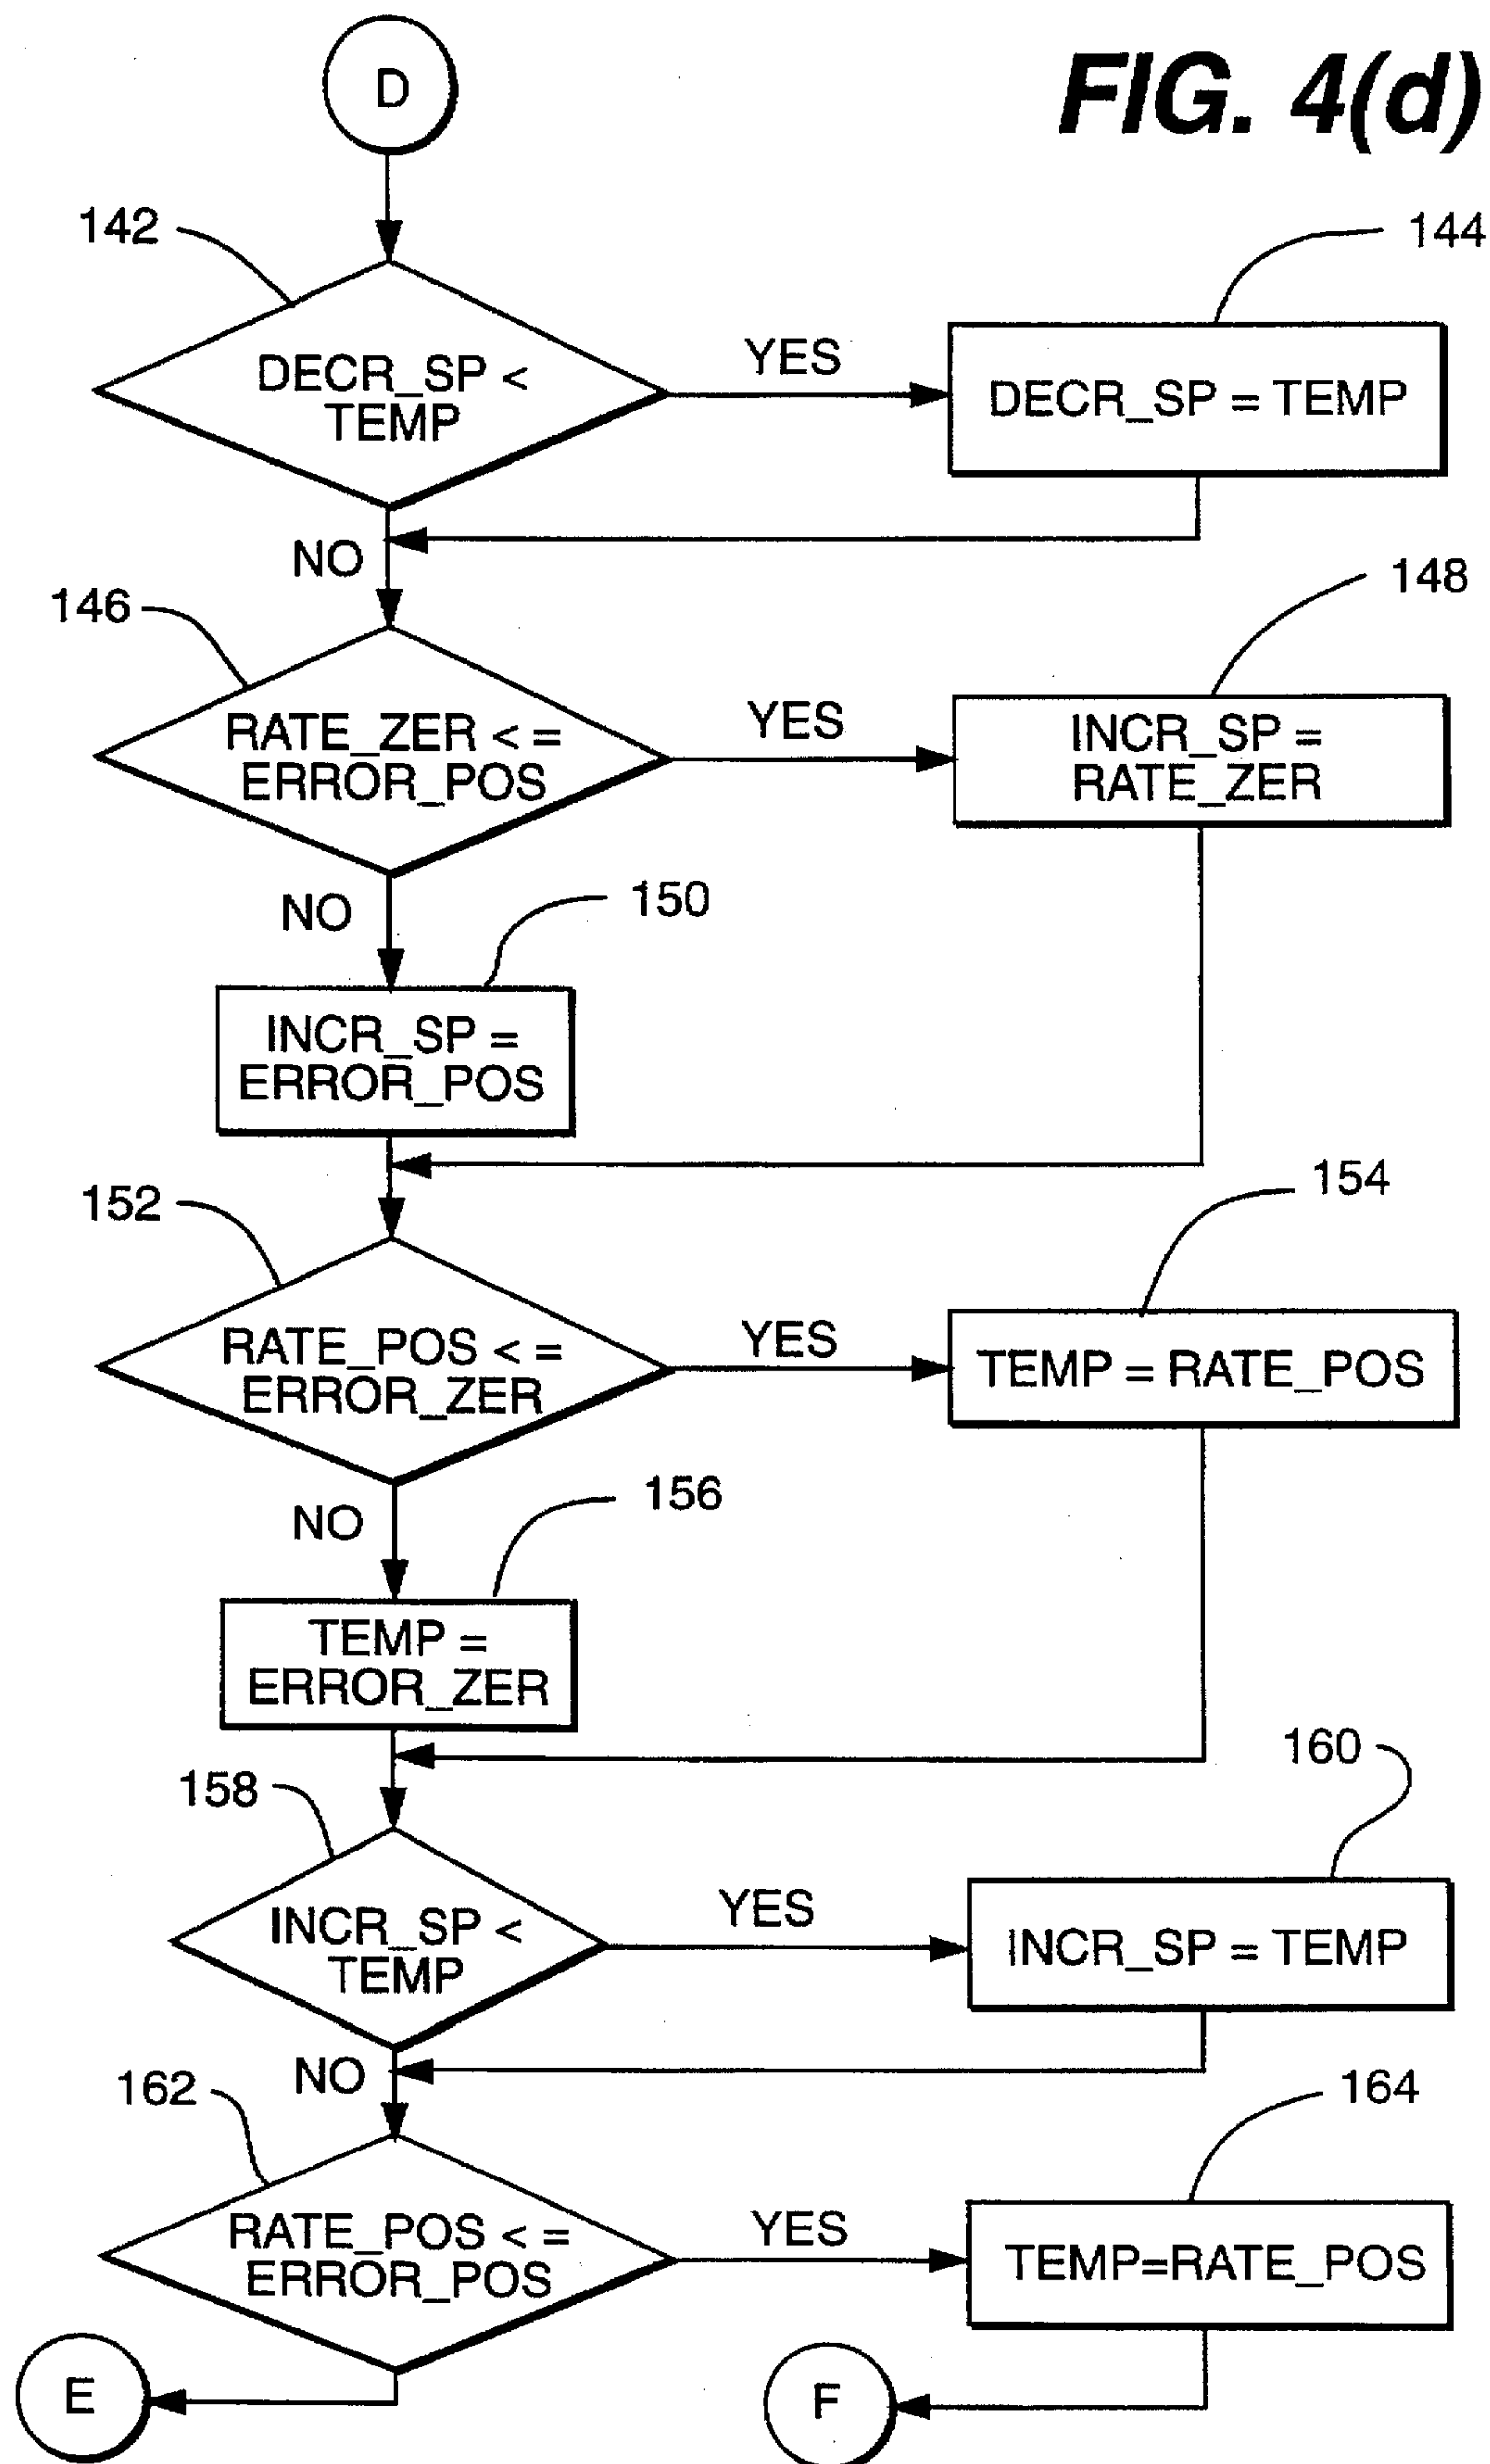 D
FIG. 4(d)
142
144
DECR_SP <
TEMP
YES
DECR_SP = TEMP
NO
146
148
RATE_ZER < =
ERROR_POS
YES
INCR_SP =
RATE_ZER
NO
150
INCR_SP =
ERROR_POS
152
154
RATE_POS < =
ERROR_ZER
YES
TEMP = RATE_POS
NO
156
TEMP =
ERROR_ZER
158
160
INCR_SP <
TEMP
YES
INCR_SP = TEMP
NO
162
164
RATE_POS < =
ERROR_POS
YES
TEMP=RATE_POS
E
F